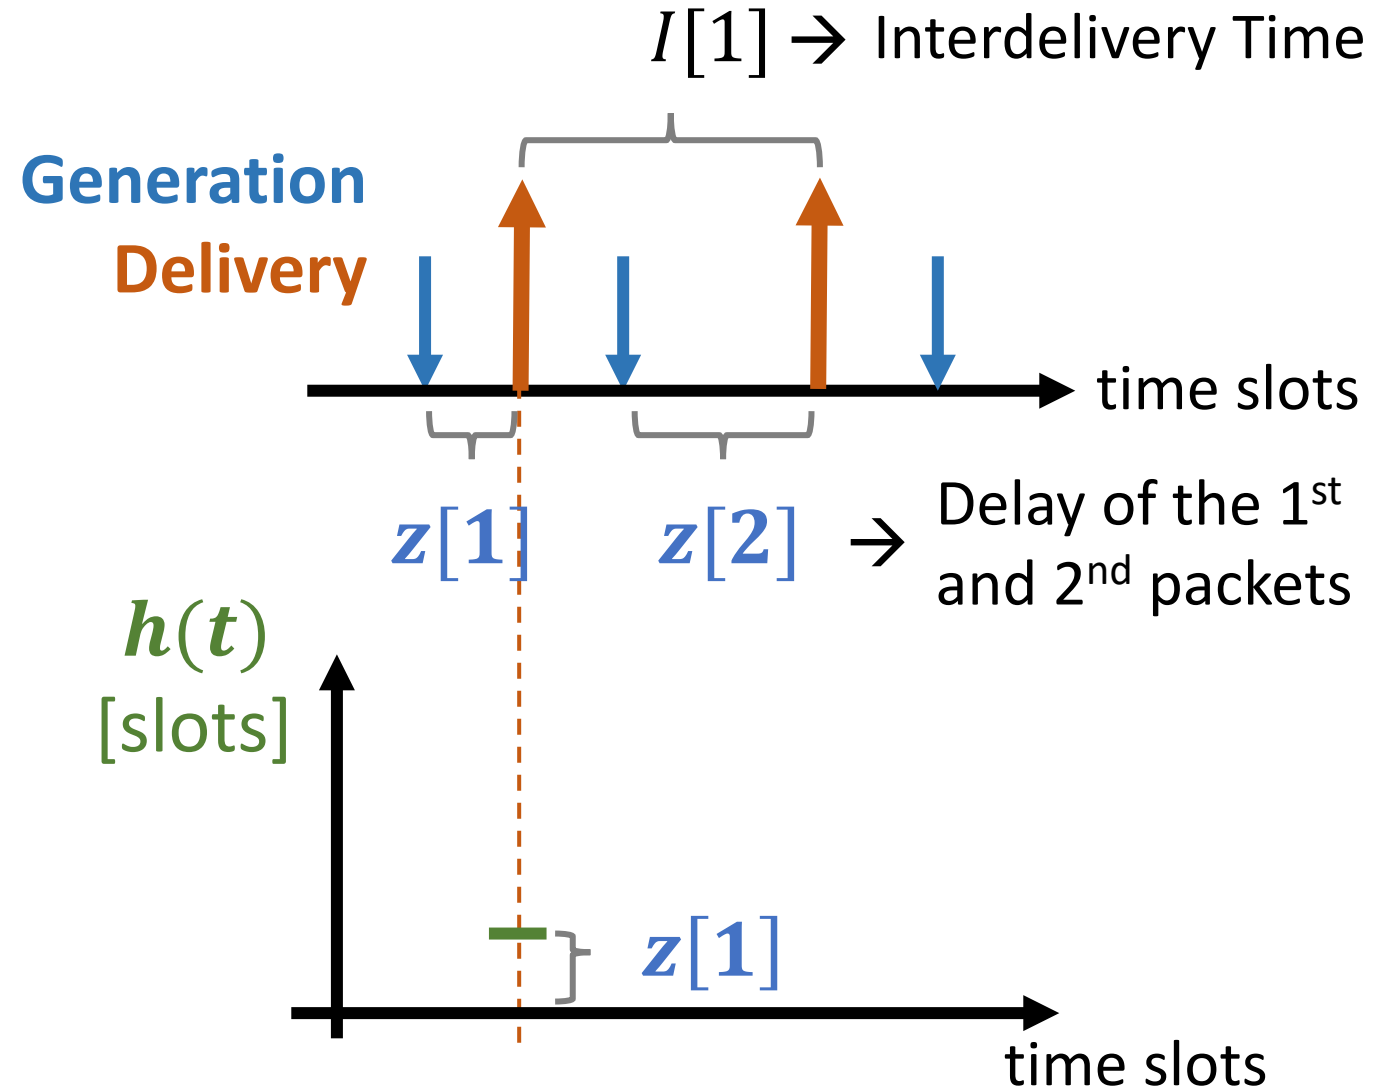 I[1] → Interdelivery Time
Generation
Delivery
time slots
z[1]
z[2] → Delay of the 1st
and 2nd packets
h(t)
[slots]
z[1]
time slots